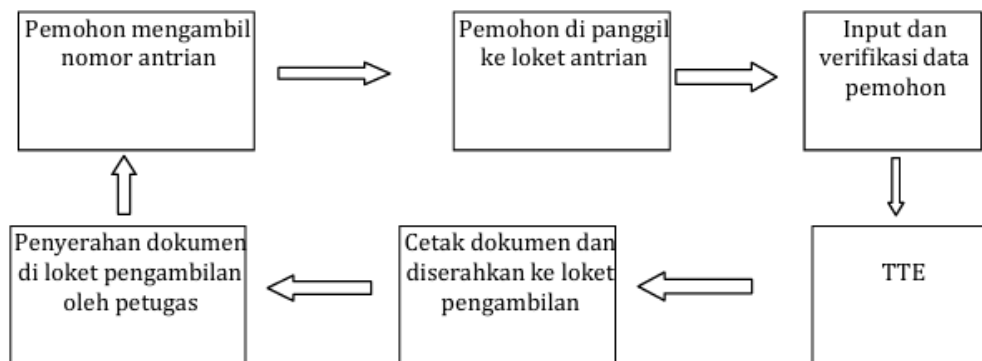 Pemohon mengambil
nomor antrian
Pemohon di panggil
ke loket antrian
Input dan
verifikasi data
pemohon
TTE
Cetak dokumen dan
diserahkan ke loket
pengambilan
Penyerahan dokumen
di loket pengambilan
oleh petugas